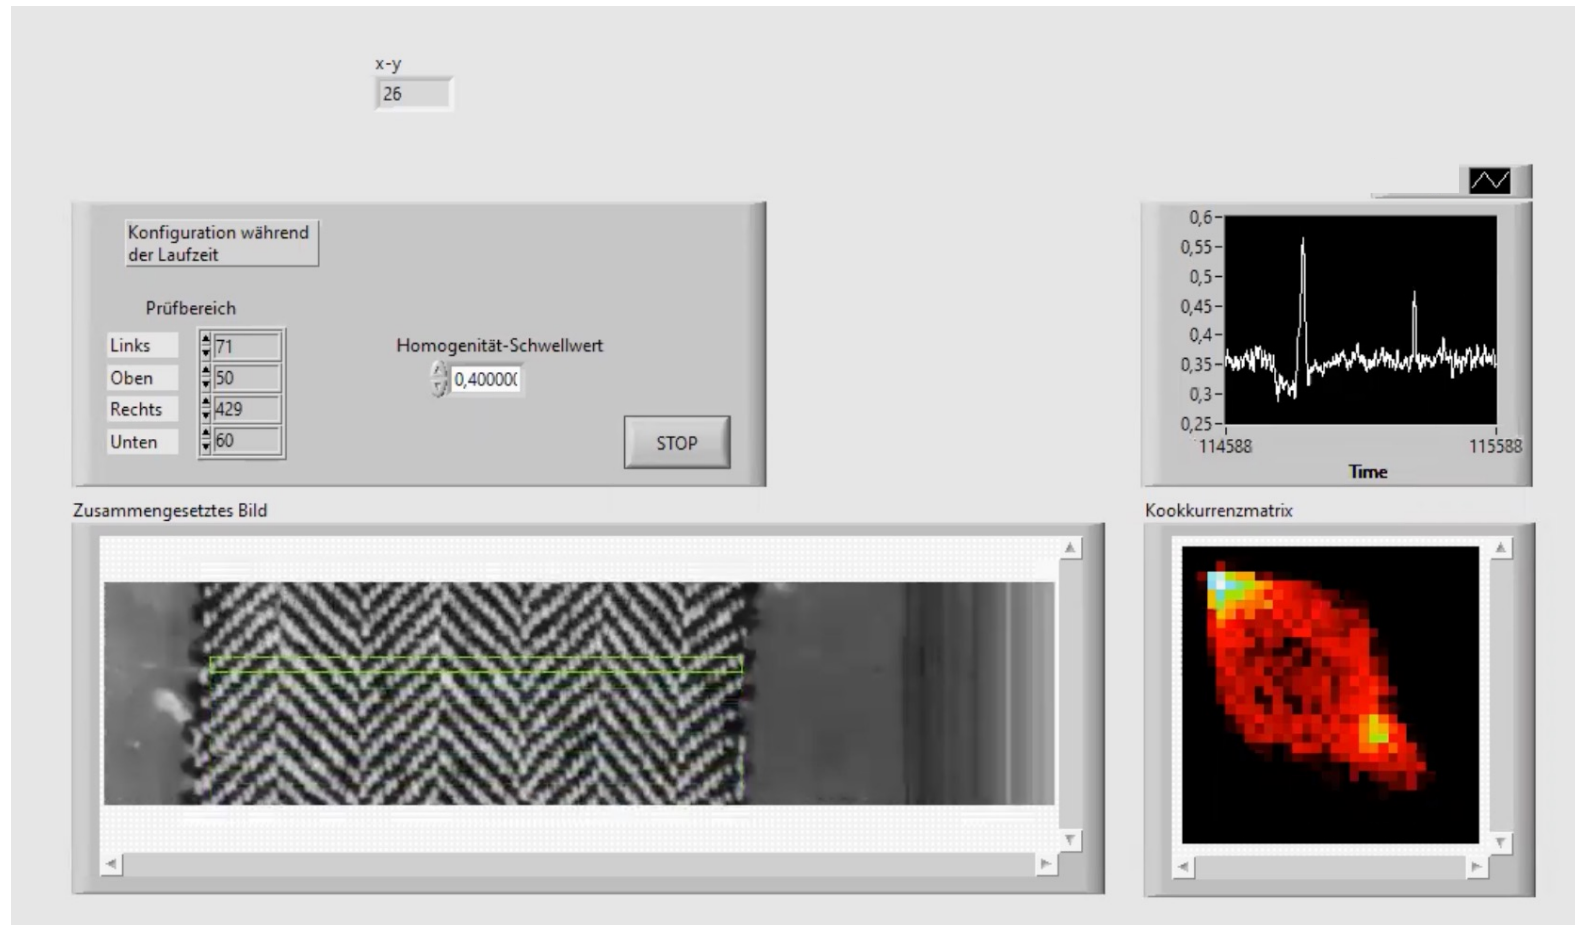 x-y
26
Konfiguration während
der Laufzeit
Prüfbereich
Links 71
Oben 50
Rechts 429
Unten 60
Homogenität-Schwellwert
0,400000
STOP
0,6
0,55
0,5
0,45
0,4
0,35
0,3
0,25
114588 115588
Time
Zusammengesetztes Bild
Kookkurrenzmatrix